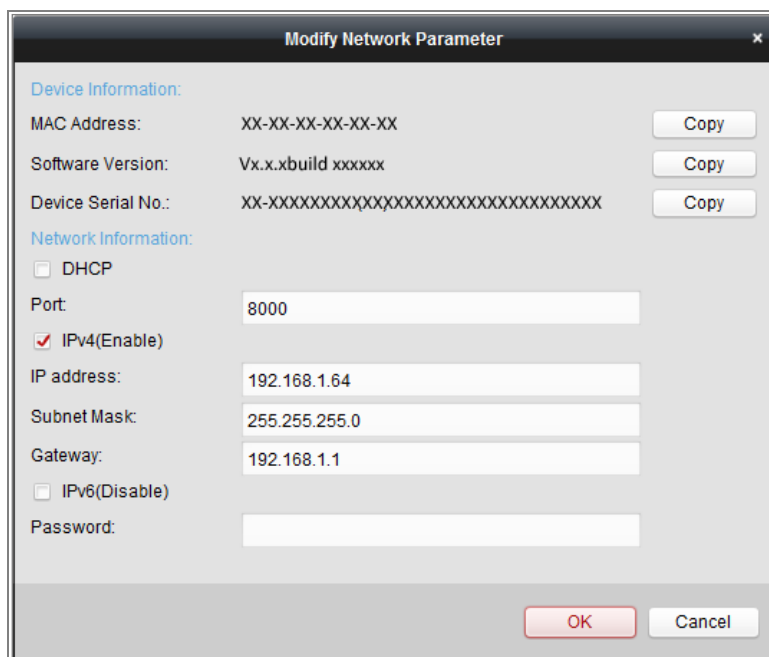 Modify Network Parameter ×
Device Information:
MAC Address: XX-XX-XX-XX-XX-XX Copy
Software Version: Vx.x.xbuild xxxxxx Copy
Device Serial No.: XX-XXXXXXXXXXXXXXXXXXXXXXXXXXXXXXXXX Copy
Network Information:
DHCP
Port: 8000
IPv4(Enable)
IP address: 192.168.1.64
Subnet Mask: 255.255.255.0
Gateway: 192.168.1.1
IPv6(Disable)
Password:
OK Cancel